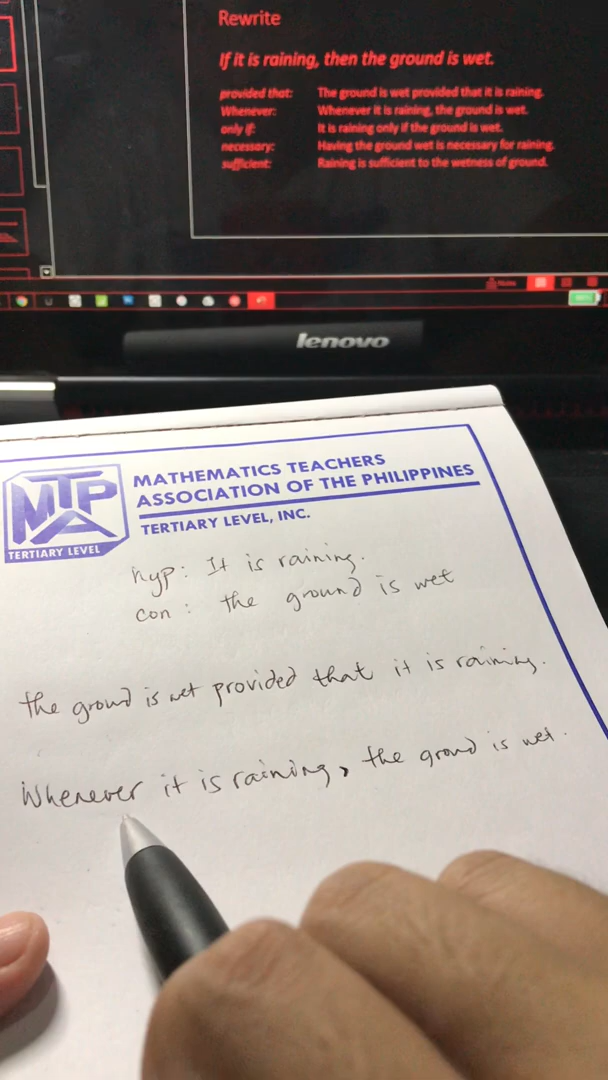 Rewrite
If it is raining, then the ground is wet.
provided that: The ground is wet provided that it is raining.
Whenever: Whenever it is raining, the ground is wet.
only if: It is raining only if the ground is wet.
necessary: Having the ground wet is necessary for raining.
sufficient: Raining is sufficient to the wetness of ground.
Notes
lenovo
MTAP
TERTIARY LEVEL
MATHEMATICS TEACHERS
ASSOCIATION OF THE PHILIPPINES
TERTIARY LEVEL, INC.
hyp: It is raining.
con: the ground is wet
the ground is wet provided that it is raining.
Whenever it is raining, the ground is wet.